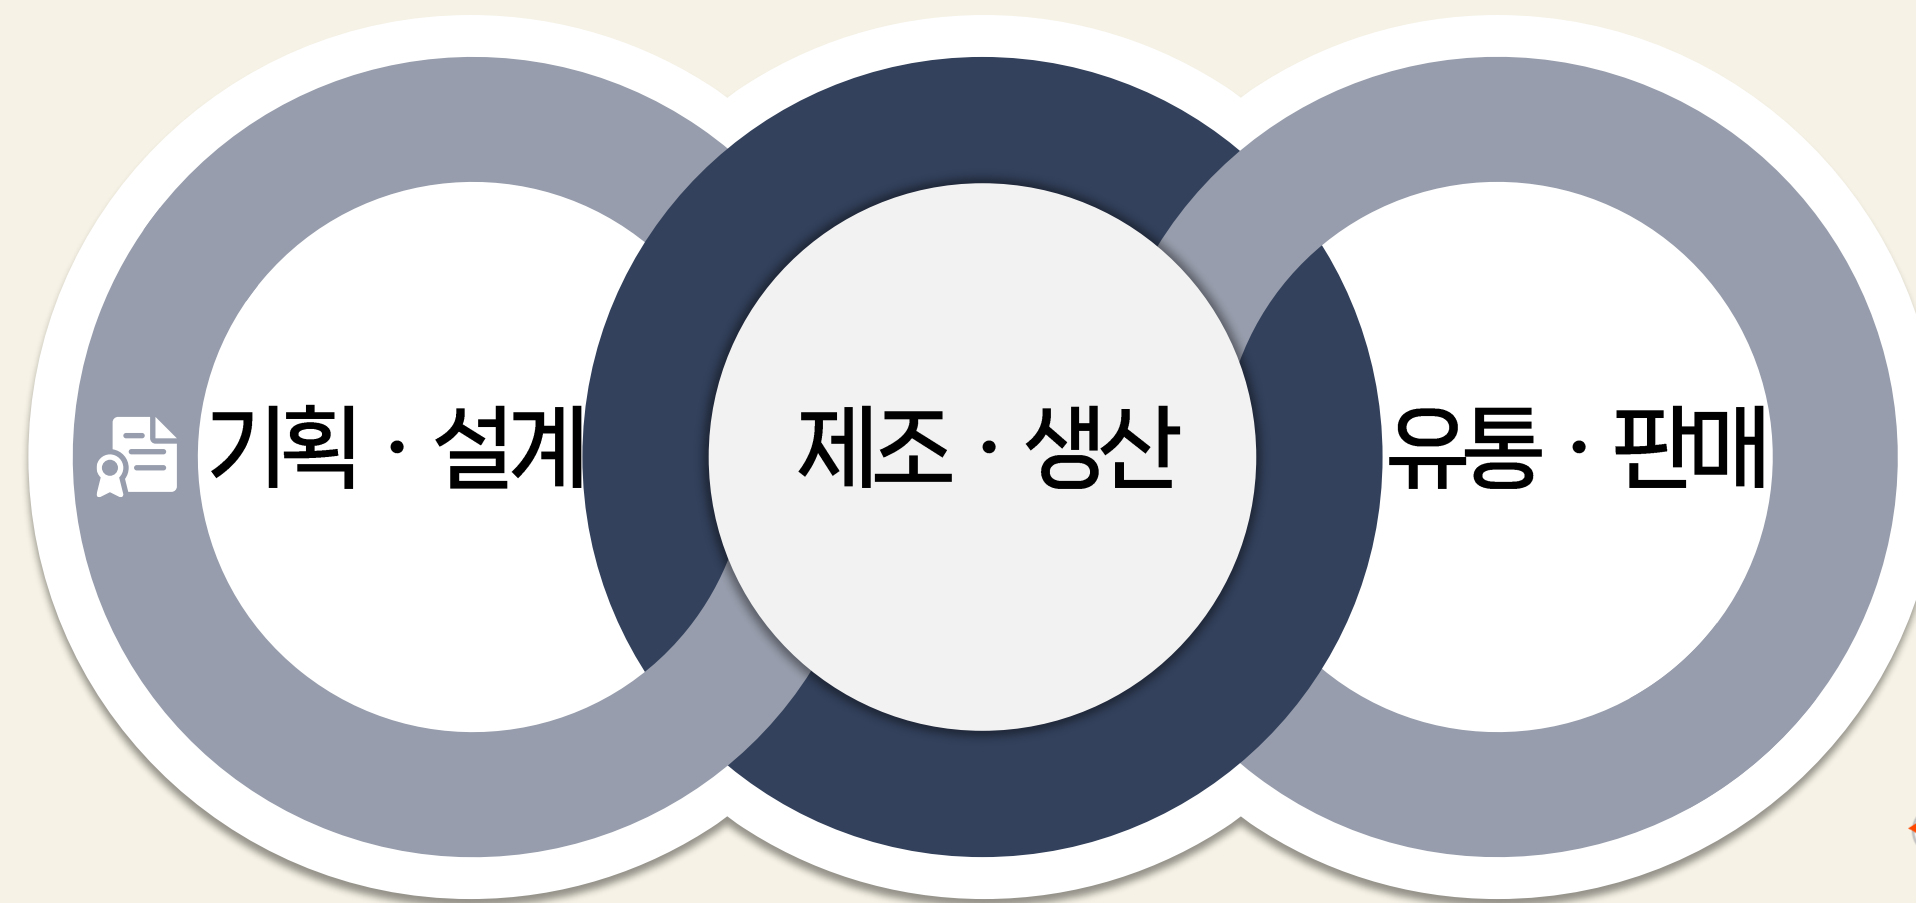 기획 · 설계
제조 · 생산
유통 · 판매